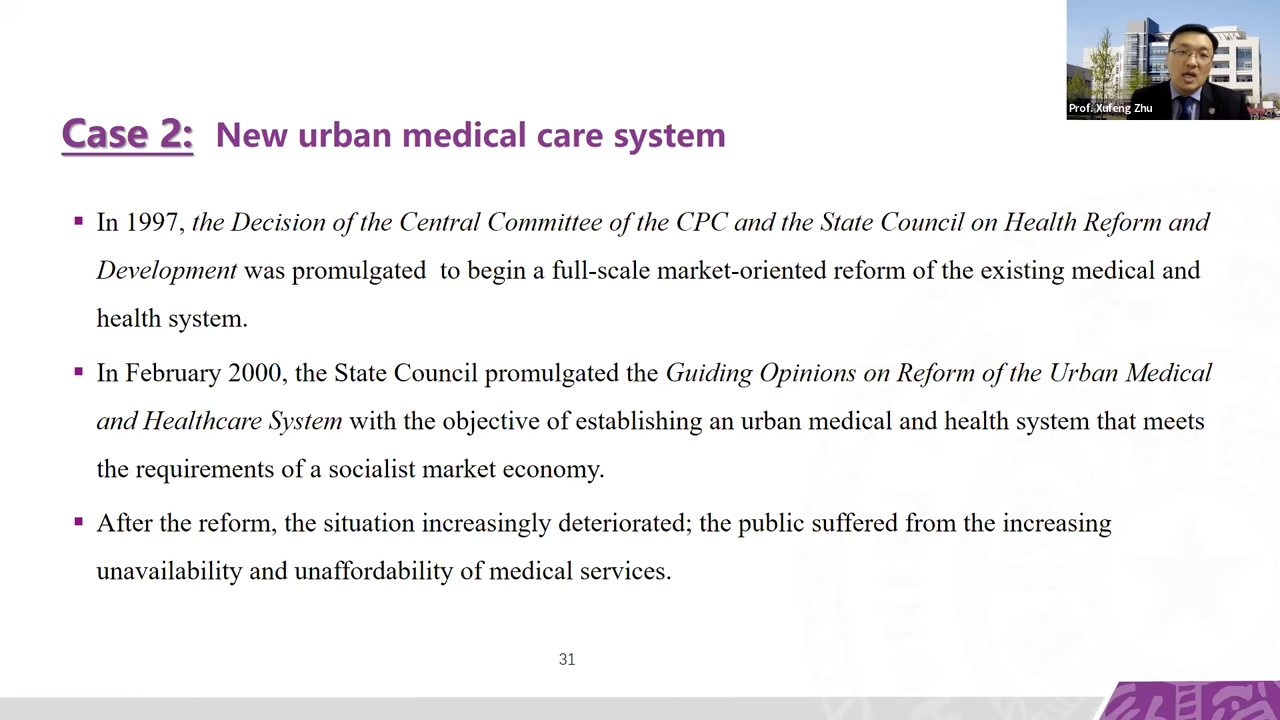 Prof. Xufeng Zhu
Case 2: New urban medical care system
▪ In 1997, the Decision of the Central Committee of the CPC and the State Council on Health Reform and
Development was promulgated  to begin a full-scale market-oriented reform of the existing medical and
health system.
▪ In February 2000, the State Council promulgated the Guiding Opinions on Reform of the Urban Medical
and Healthcare System with the objective of establishing an urban medical and health system that meets
the requirements of a socialist market economy.
▪ After the reform, the situation increasingly deteriorated; the public suffered from the increasing
unavailability and unaffordability of medical services.
31